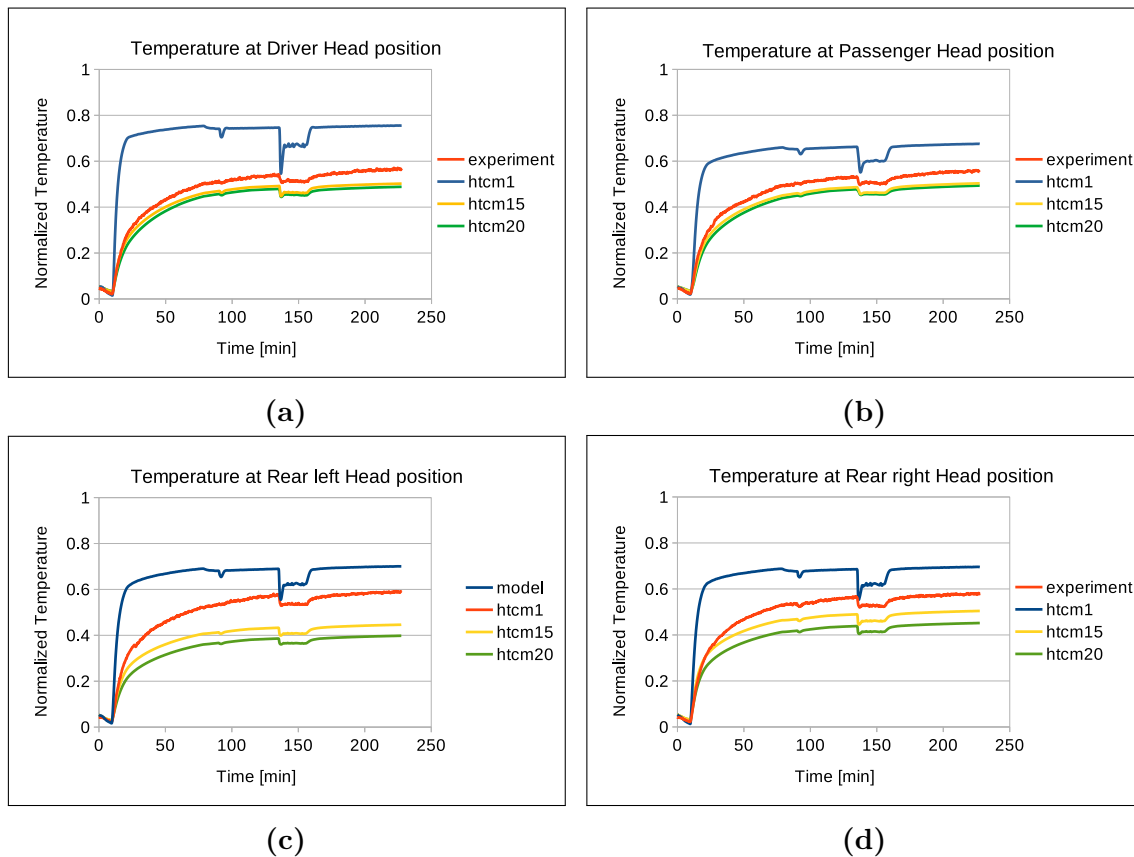 Temperature at Driver Head position
1
0.8
0.6
0.4
0.2
0
Normalized Temperature
0 50 100 150 200 250
Time [min]
experiment
htcm1
htcm15
htcm20
(a)
Temperature at Passenger Head position
1
0.8
0.6
0.4
0.2
0
Normalized Temperature
0 50 100 150 200 250
Time [min]
experiment
htcm1
htcm15
htcm20
(b)
Temperature at Rear left Head position
1
0.8
0.6
0.4
0.2
0
Normalized Temperature
0 50 100 150 200 250
Time [min]
model
htcm1
htcm15
htcm20
(c)
Temperature at Rear right Head position
1
0.8
0.6
0.4
0.2
0
Normalized Temperature
0 50 100 150 200 250
Time [min]
experiment
htcm1
htcm15
htcm20
(d)